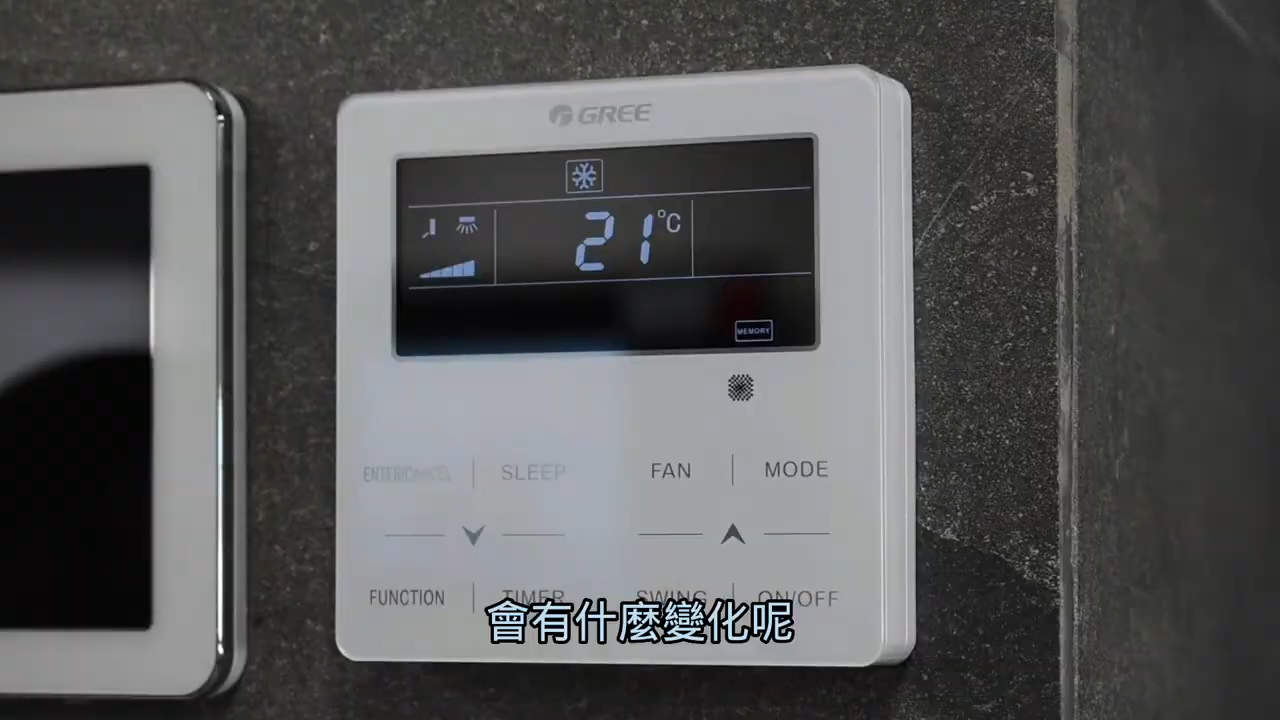 GREE
21°C
MEMORY
ENTER/CANCEL SLEEP FAN MODE
FUNCTION TIMER SWING ON/OFF
會有什麼變化呢